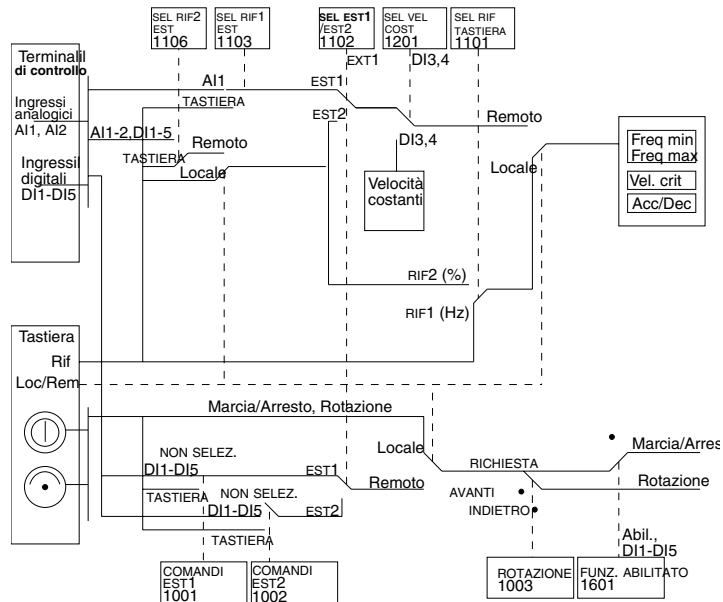 SEL RIF2
EST
1106
SEL RIF1
EST
1103
SEL EST1
/EST2
1102
SEL VEL
COST
1201
SEL RIF
TASTIERA
1101
EXT1
DI3,4
Terminalil
di controllo
Ingressi
analogici
AI1, AI2
Ingressil
digitali
DI1-DI5
AI1
TASTIERA
EST1
EST2
AI1-2,DI1-5
Remoto
TASTIERA
Locale
DI3,4
Velocità
costanti
Remoto
Locale
Freq min
Freq max
Vel. crit
Acc/Dec
RIF2 (%)
RIF1 (Hz)
Tastiera
Rif
Loc/Rem
Marcia/Arresto, Rotazione
NON SELEZ.
DI1-DI5
EST1
TASTIERA
NON SELEZ.
DI1-DI5
EST2
TASTIERA
Locale
Remoto
RICHIESTA
Marcia/Arres
Rotazione
AVANTI
INDIETRO
Abil.,
DI1-DI5
COMANDI
EST1
1001
COMANDI
EST2
1002
ROTAZIONE
1003
FUNZ. ABILITATO
1601